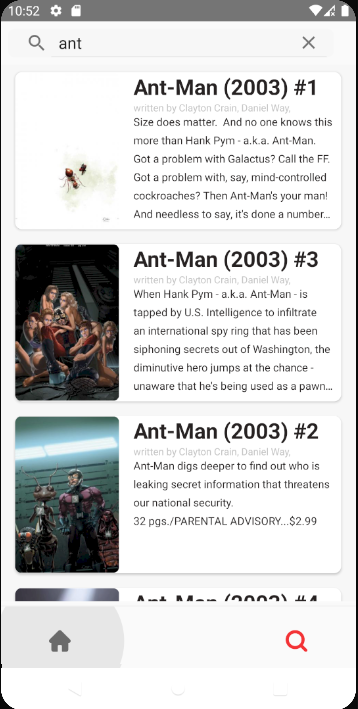 10:52
ant
Ant-Man (2003) #1
written by Clayton Crain, Daniel Way,
Size doesn't matter.  And no one knows this
more than Hank Pym - a.k.a. Ant-Man.
Got a problem with Galactus? Call the FF.
Got a problem with, say, mind-controlled
cockroaches? Then Ant-Man's your man!
And needless to say, it's done a number...
Ant-Man (2003) #3
written by Clayton Crain, Daniel Way,
When Hank Pym - a.k.a. Ant-Man - is
tapped by U.S. Intelligence to infiltrate
an international spy ring that has been
siphoning secrets out of Washington, the
diminutive hero jumps at the chance -
unaware that he's being used as a pawn...
Ant-Man (2003) #2
written by Clayton Crain, Daniel Way,
Ant-Man digs deeper to find out who is
leaking secret information that threatens
our national security.
32 pgs./PARENTAL ADVISORY...$2.99
Ant-Man (2003) #4